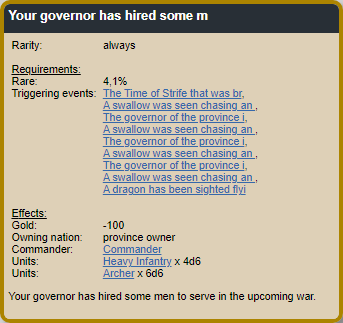 Your governor has hired some m
Rarity: always
Requirements:
Rare: 4,1%
Triggering events: The Time of Strife that was br,
A swallow was seen chasing an ,
The governor of the province i,
A swallow was seen chasing an ,
The governor of the province i,
A swallow was seen chasing an ,
The governor of the province i,
A swallow was seen chasing an ,
A dragon has been sighted flyi
Effects:
Gold: -100
Owning nation: province owner
Commander: Commander
Units: Heavy Infantry x 4d6
Units: Archer x 6d6
Your governor has hired some men to serve in the upcoming war.